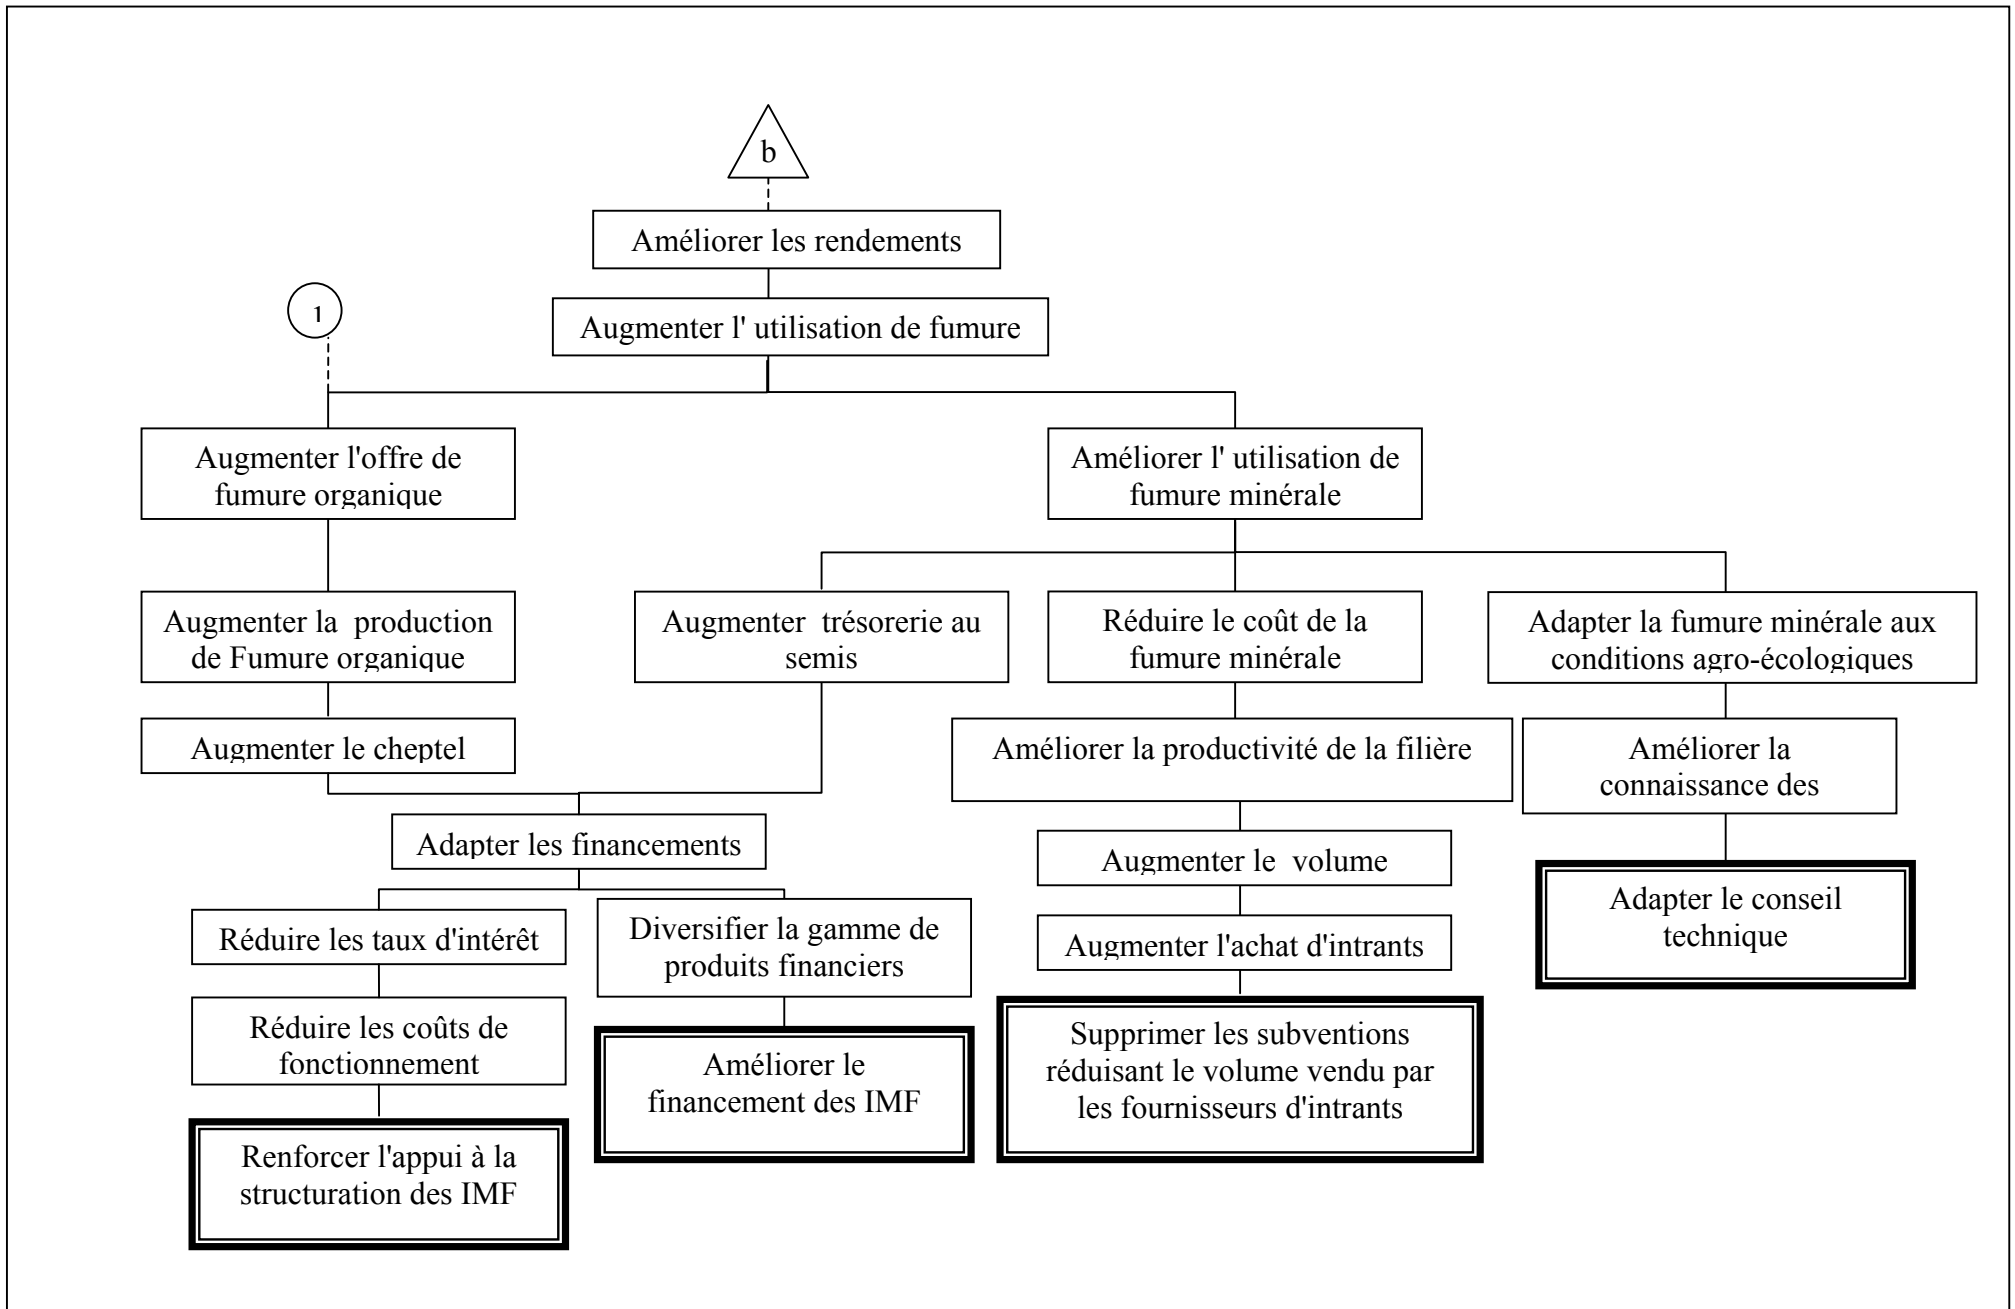 b
Améliorer les rendements
1
Augmenter l' utilisation de fumure
Augmenter l'offre de
fumure organique
Améliorer l' utilisation de
fumure minérale
Augmenter la  production
de Fumure organique
Augmenter  trésorerie au
semis
Réduire le coût de la
fumure minérale
Adapter la fumure minérale aux
conditions agro-écologiques
Augmenter le cheptel
Améliorer la productivité de la filière
Améliorer la
connaissance des
Adapter les financements
Augmenter le  volume
Adapter le conseil
technique
Réduire les taux d'intérêt
Diversifier la gamme de
produits financiers
Augmenter l'achat d'intrants
Réduire les coûts de
fonctionnement
Améliorer le
financement des IMF
Supprimer les subventions
réduisant le volume vendu par
les fournisseurs d'intrants
Renforcer l'appui à la
structuration des IMF